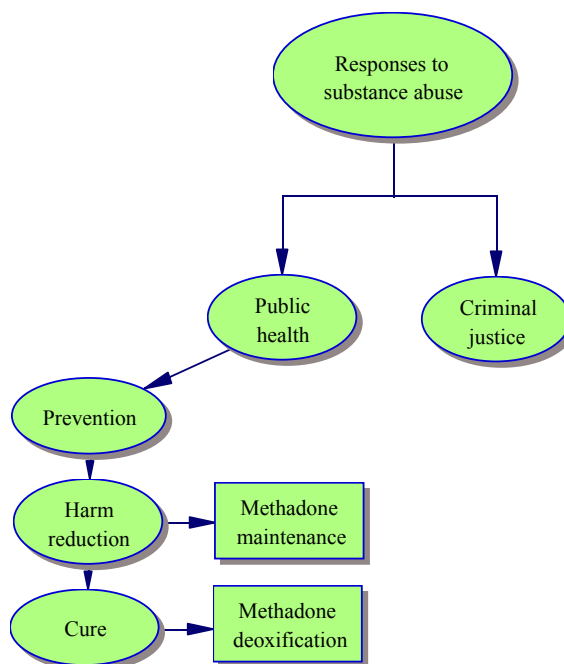 Responses to
substance abuse
Public
health
Criminal
justice
Prevention
Harm
reduction
Methadone
maintenance
Cure
Methadone
deoxification